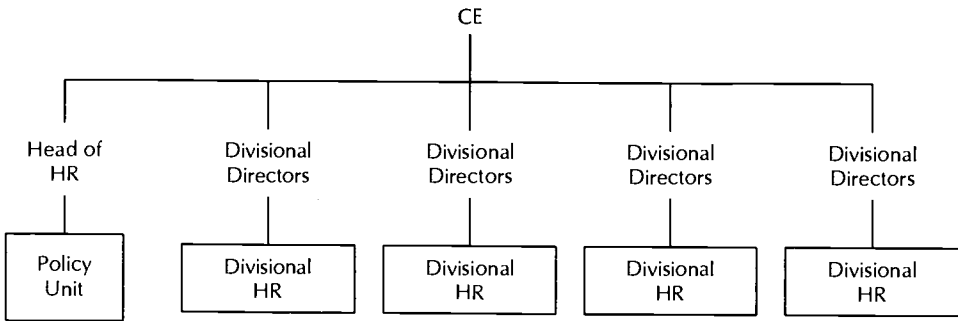 CE
Head of
HR
Divisional
Directors
Divisional
Directors
Divisional
Directors
Divisional
Directors
Policy
Unit
Divisional
HR
Divisional
HR
Divisional
HR
Divisional
HR